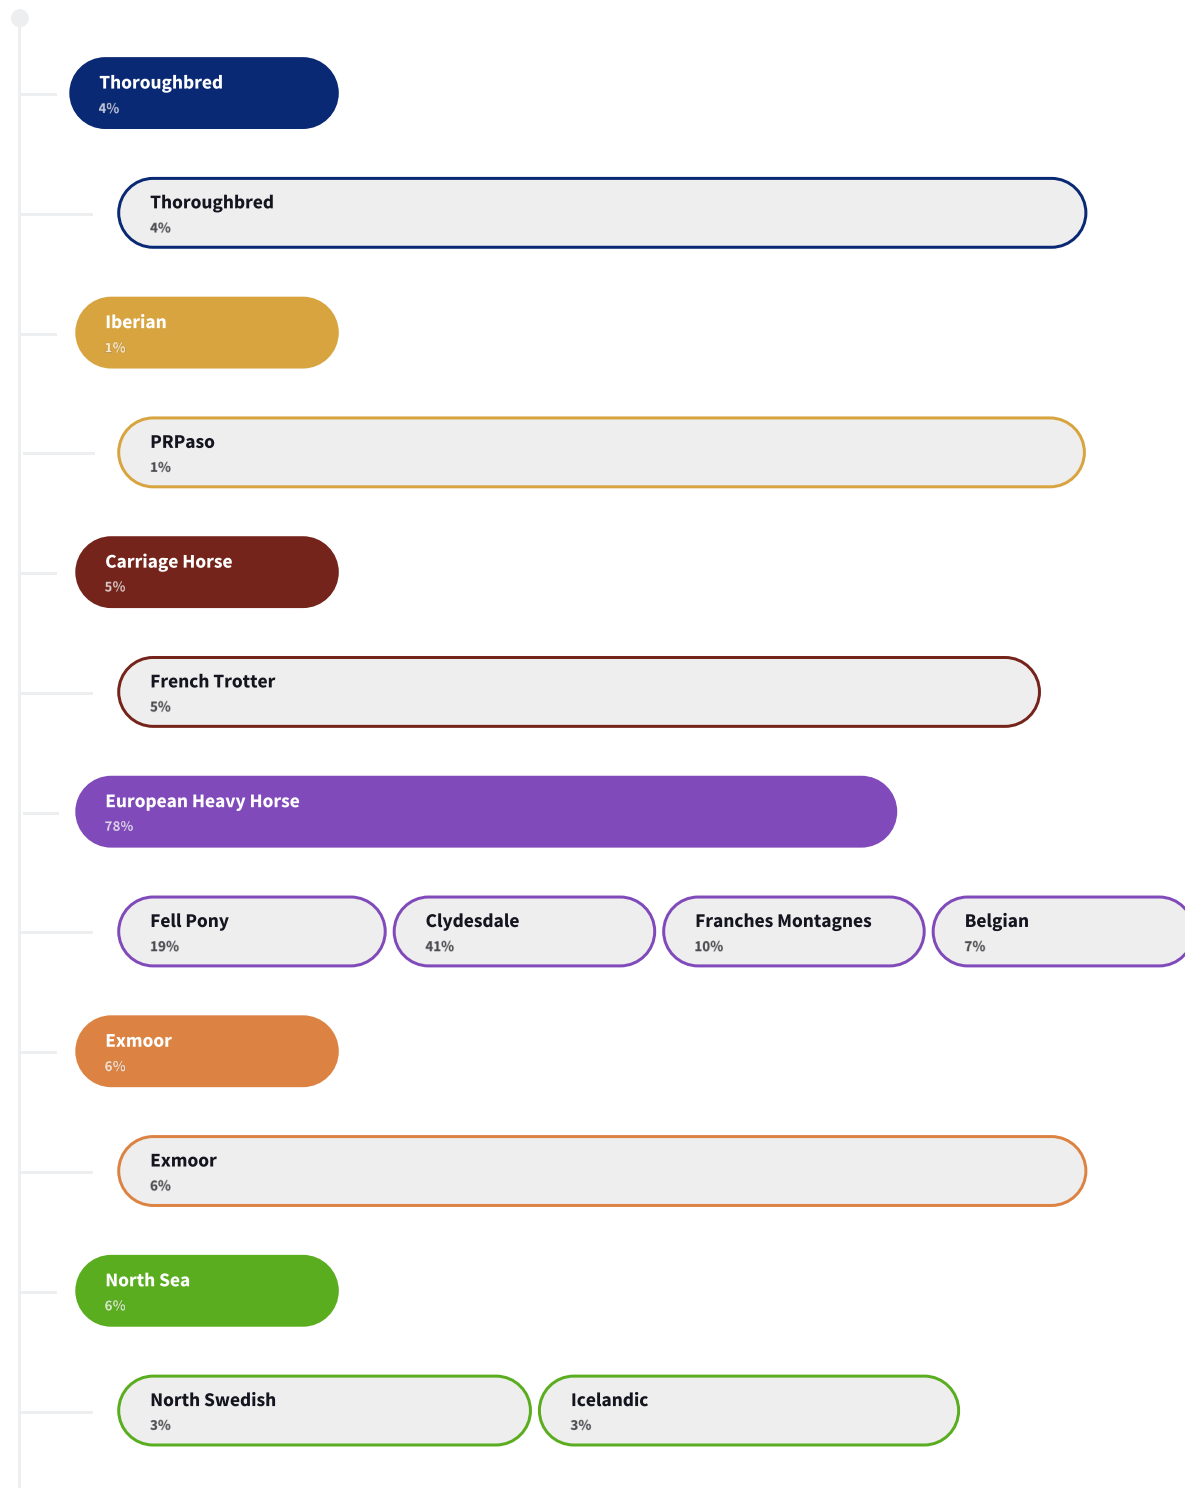 Thoroughbred
4%
Thoroughbred
4%
Iberian
1%
PRPaso
1%
Carriage Horse
5%
French Trotter
5%
European Heavy Horse
78%
Fell Pony
19%
Clydesdale
41%
Franches Montagnes
10%
Belgian
7%
Exmoor
6%
Exmoor
6%
North Sea
6%
North Swedish
3%
Icelandic
3%